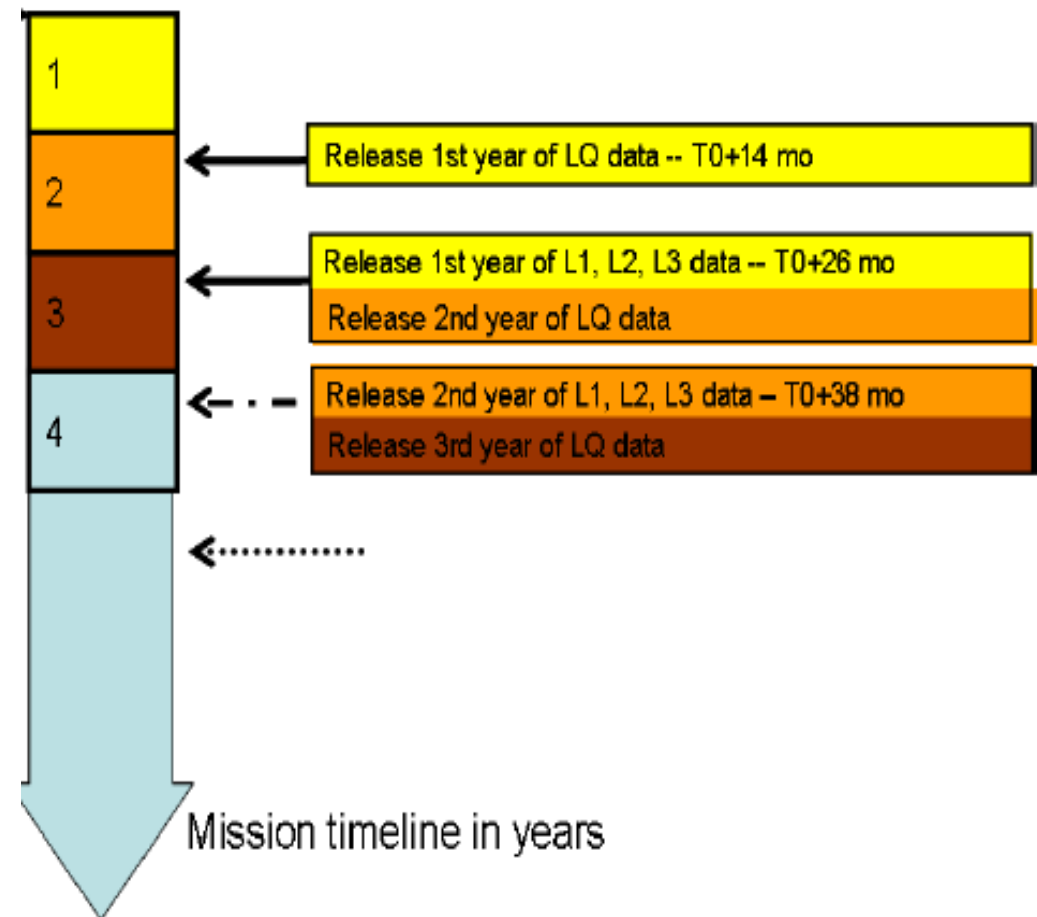 1
Release 1st year of LQ data -- T0+14 mo
2
Release 1st year of L1, L2, L3 data -- T0+26 mo
3
Release 2nd year of LQ data
Release 2nd year of L1, L2, L3 data – T0+38 mo
4
Release 3rd year of LQ data
Mission timeline in years